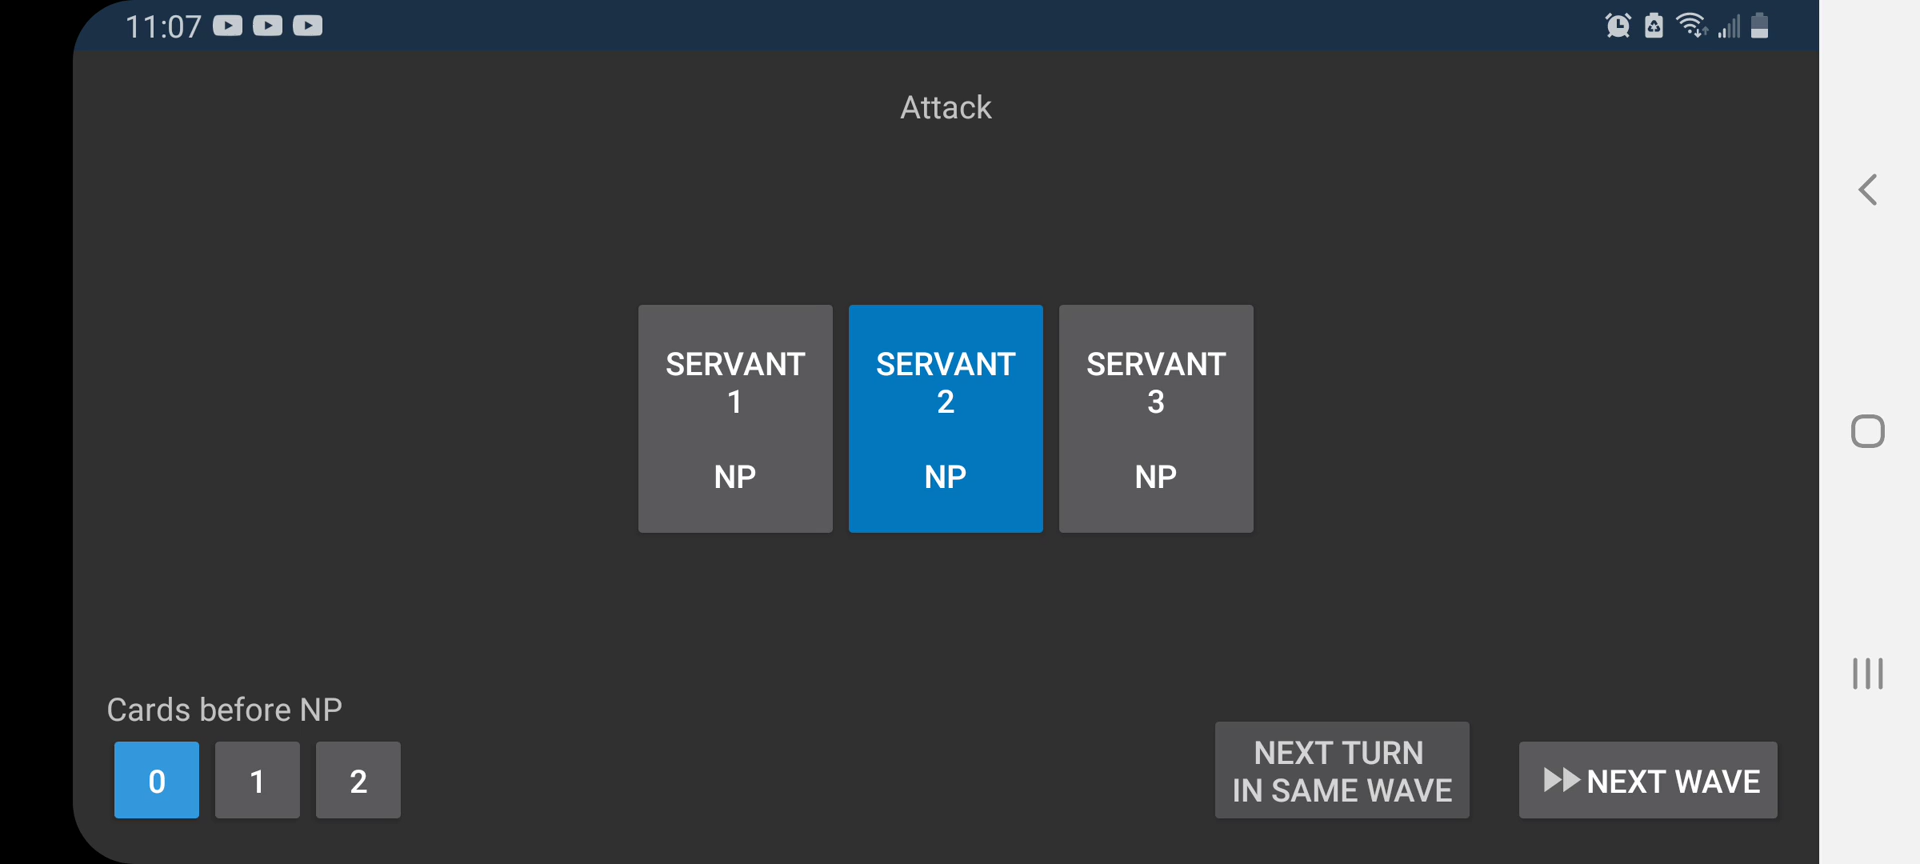 11:07
Attack
SERVANT
1
NP
SERVANT
2
NP
SERVANT
3
NP
Cards before NP
0
1
2
NEXT TURN
IN SAME WAVE
NEXT WAVE